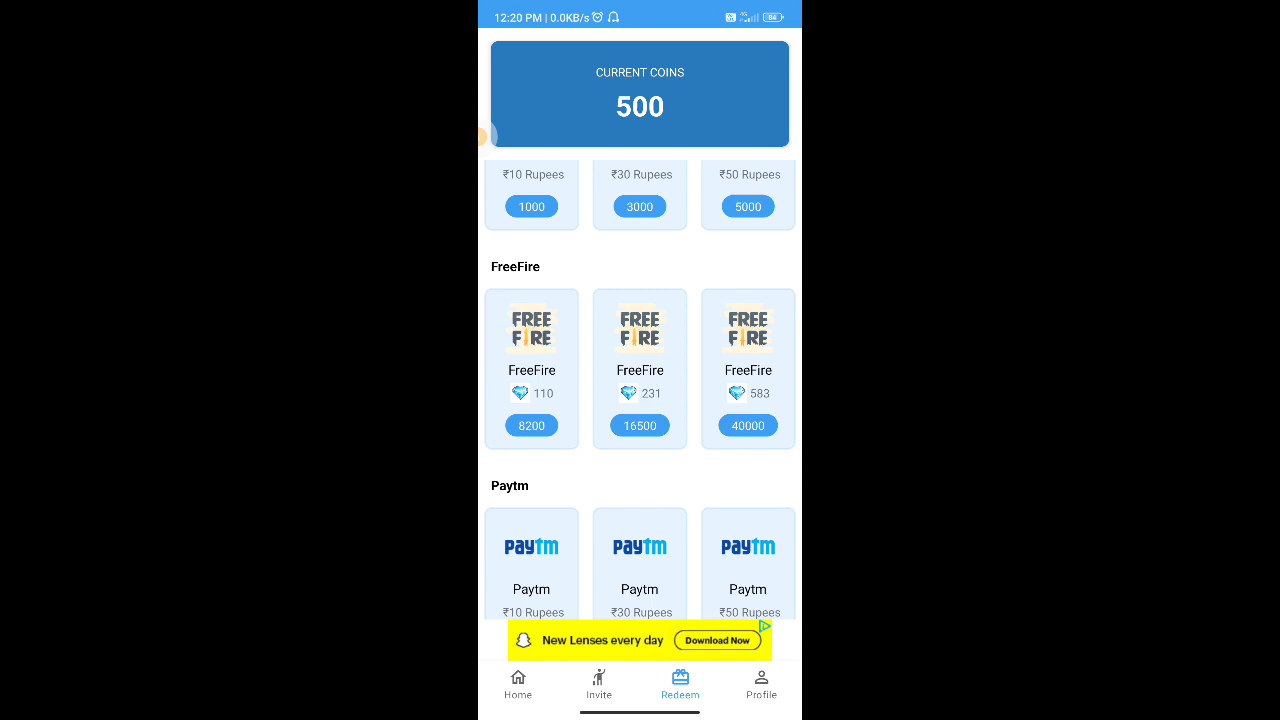 12:20 PM | 0.0KB/s
4G
84
CURRENT COINS
500
₹10 Rupees ₹30 Rupees ₹50 Rupees
1000 3000 5000
FreeFire
FREE FREE FREE
FIRE FIRE FIRE
FreeFire FreeFire FreeFire
110 231 583
8200 16500 40000
Paytm
paytm paytm paytm
Paytm Paytm Paytm
₹10 Rupees ₹30 Rupees ₹50 Rupees
New Lenses every day Download Now
Home Invite Redeem Profile